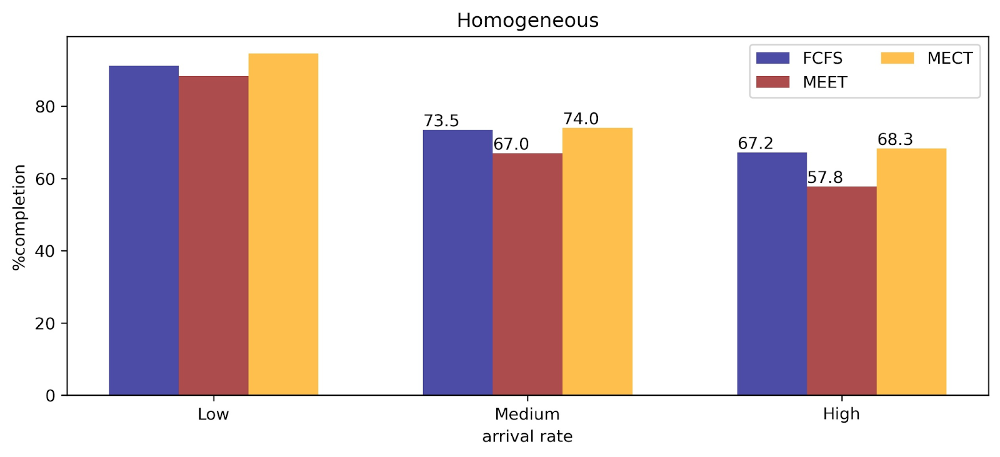 Homogeneous
FCFS
MEET
MECT
%completion
80
60
40
20
0
73.5
67.0
74.0
67.2
57.8
68.3
Low
Medium
High
arrival rate